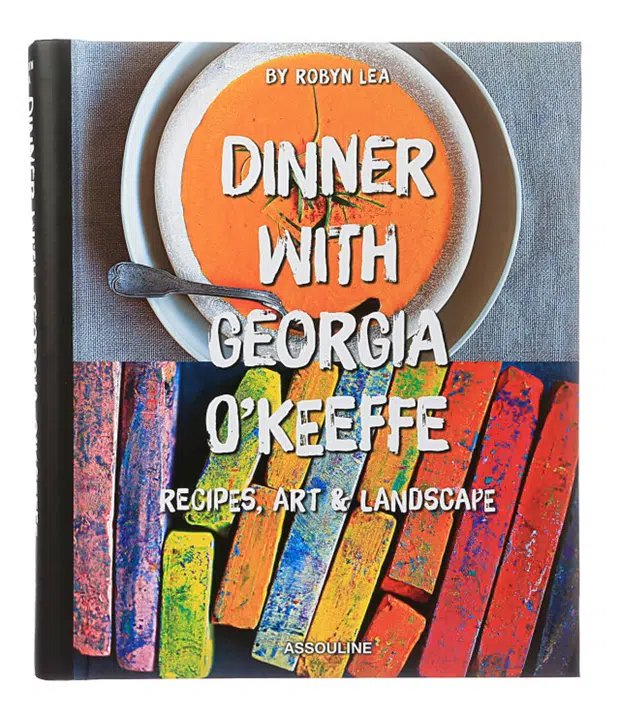 BY ROBYN LEA
DINNER
WITH
GEORGIA
O'KEEFFE
RECIPES, ART & LANDSCAPE
ASSOULINE